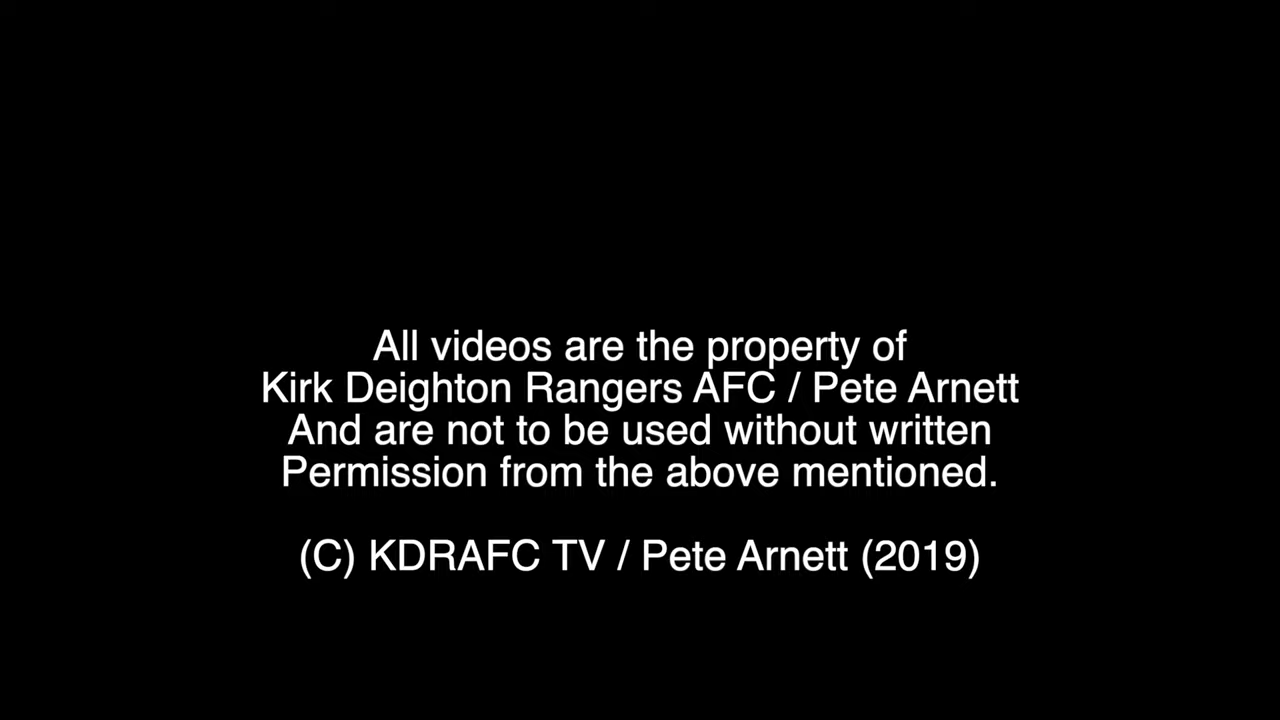 All videos are the property of
Kirk Deighton Rangers AFC / Pete Arnett
And are not to be used without written
Permission from the above mentioned.
(C) KDRAFC TV / Pete Arnett (2019)